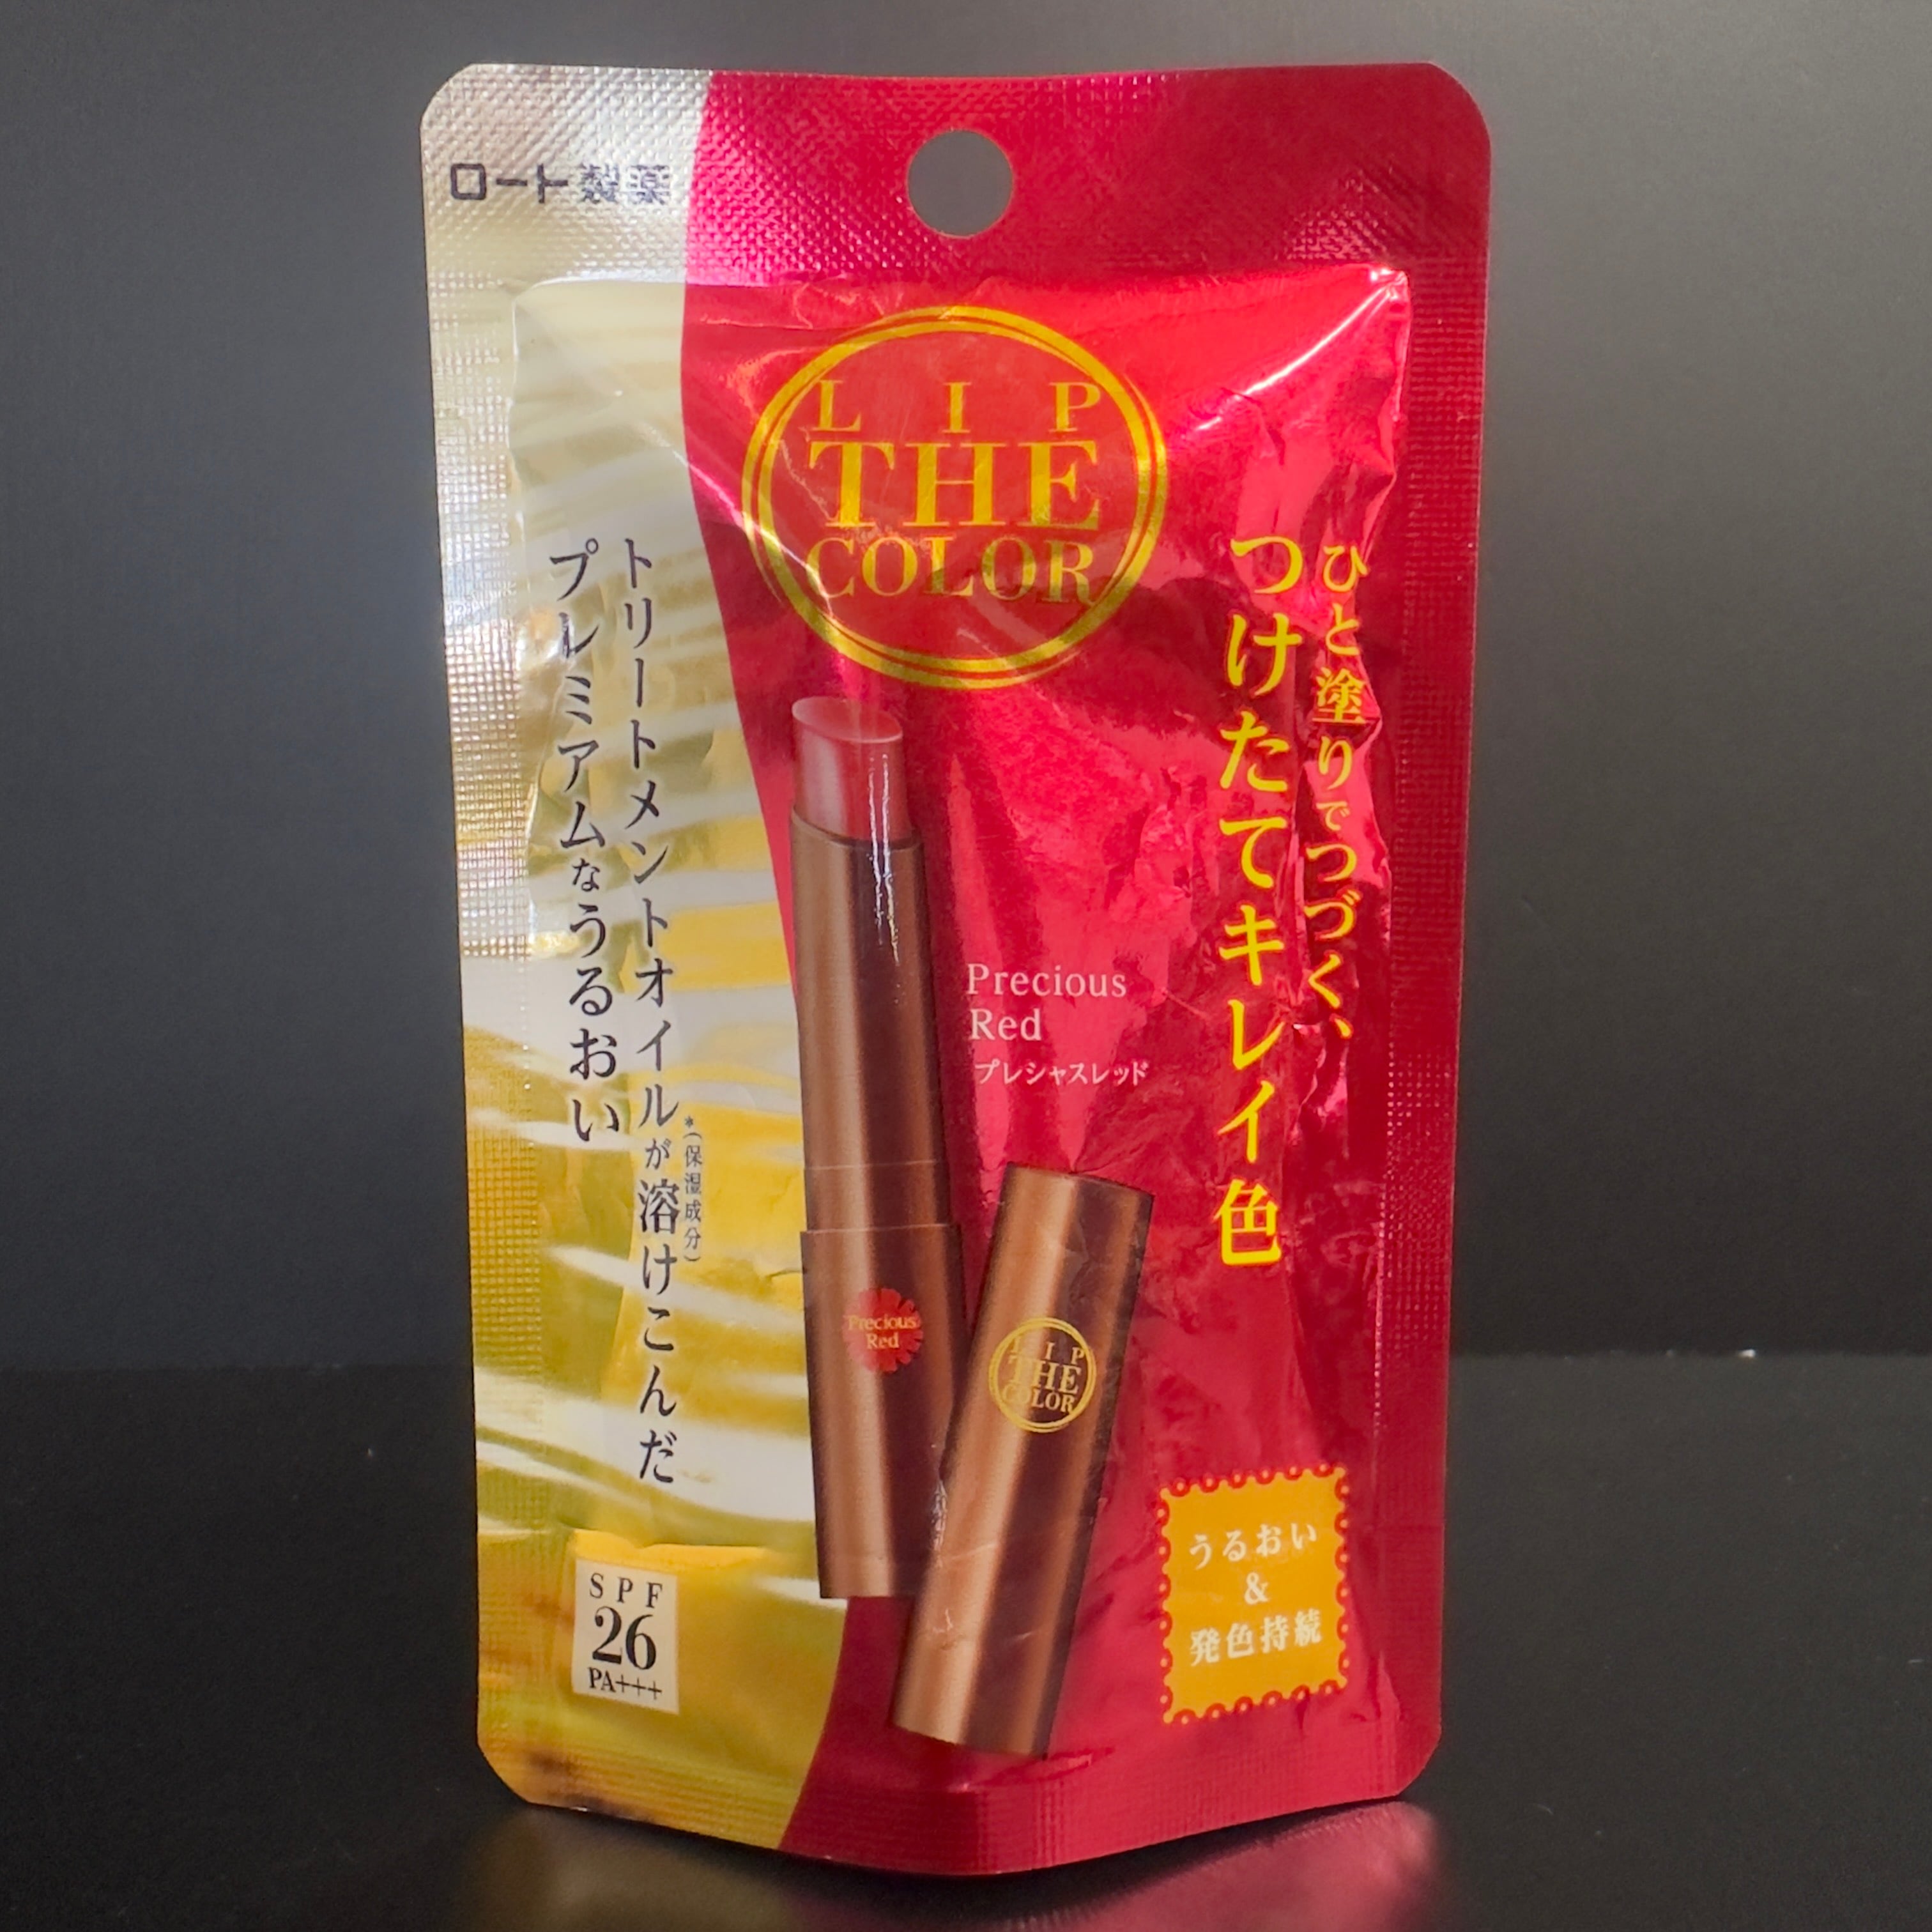 ロート製薬
LIP
THE
COLOR
ひと塗りでつづく、
つけたてキレイ色
トリートメントオイル*が溶けこんだ
(保湿成分)
プレミアムなうるおい
Precious
Red
プレシャスレッド
Precious
Red
LIP
THE
COLOR
SPF
26
PA+++
うるおい
&
発色持続